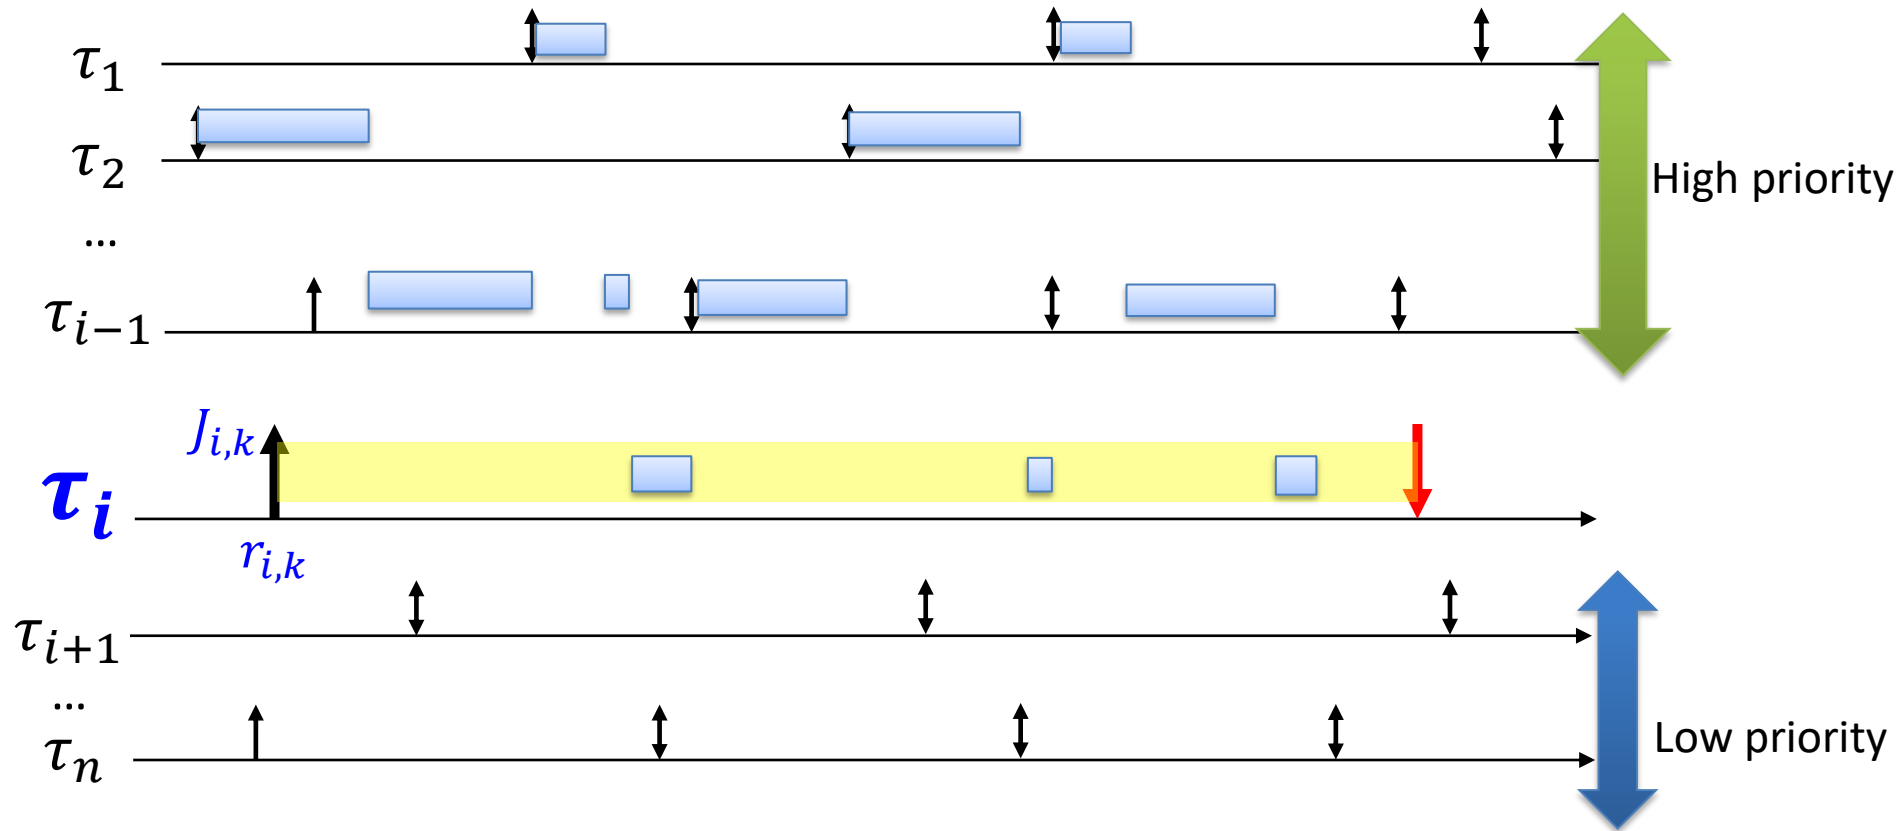 τ₁
τ₂
High priority
...
τᵢ₋₁
Jᵢ,ₖ
τᵢ
rᵢ,ₖ
τᵢ₊₁
...
τₙ
Low priority